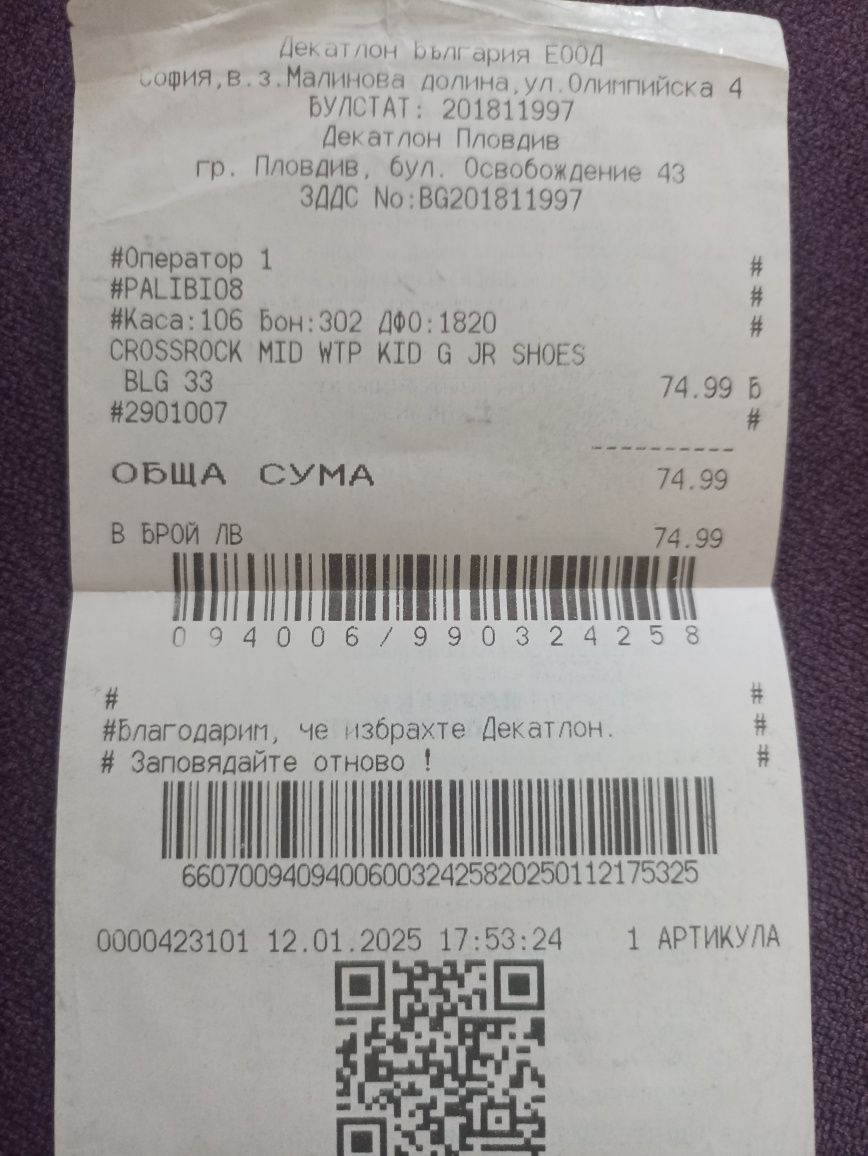 Декатлон България ЕООД
София,в.з.Малинова долина,ул.Олимпийска 4
БУЛСТАТ: 201811997
Декатлон Пловдив
гр. Пловдив, бул. Освобождение 43
ЗДДС No:BG201811997
#Оператор 1 #
#PALIBI08 #
#Каса:106 Бон:302 ДФО:1820 #
CROSSROCK MID WTP KID G JR SHOES
BLG 33 74.99 Б
#2901007 #
ОБЩА СУМА 74.99
В БРОЙ ЛВ 74.99
094006/990324258
# #
#Благодарим, че избрахте Декатлон. #
# Заповядайте отново ! #
6607009409400600324258202501121​75325
0000423101 12.01.2025 17:53:24 1 АРТИКУЛА